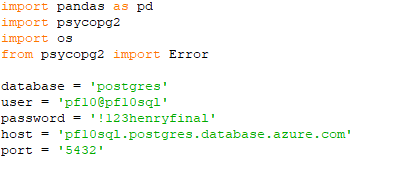 import pandas as pd
import psycopg2
import os
from psycopg2 import Error
database = 'postgres'
user = 'pf10@pf10sql'
password = '!123henryfinal'
host = 'pf10sql.postgres.database.azure.com'
port = '5432'